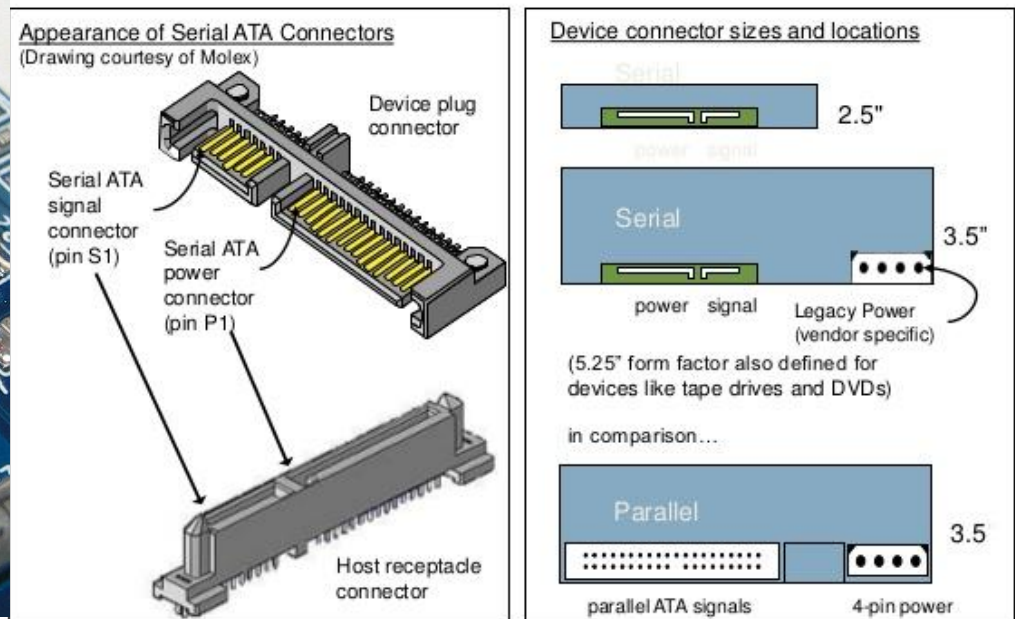 Appearance of Serial ATA Connectors
(Drawing courtesy of Molex)
Device plug
connector
Serial ATA
signal
connector
(pin S1)
Serial ATA
power
connector
(pin P1)
Host receptacle
connector
Device connector sizes and locations
Serial
2.5"
power signal
Serial
3.5"
power signal
Legacy Power
(vendor specific)
(5.25" form factor also defined for
devices like tape drives and DVDs)
in comparison...
Parallel
3.5
parallel ATA signals
4-pin power